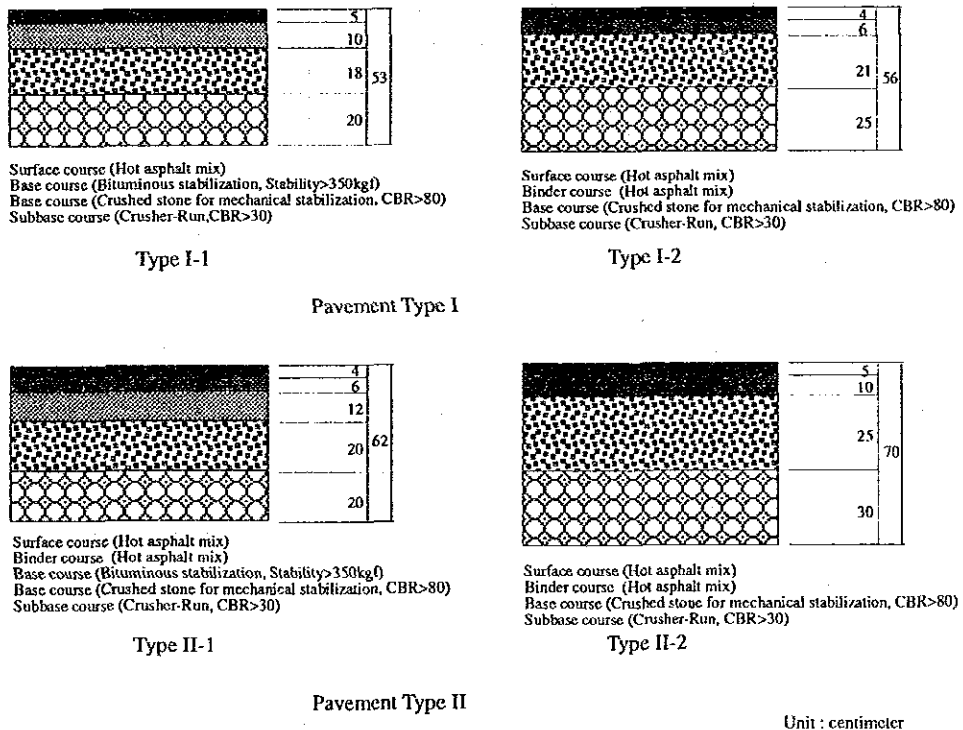 5
10
18
20
53
Surface course (Hot asphalt mix)
Base course (Bituminous stabilization, Stability>350kgf)
Base course (Crushed stone for mechanical stabilization, CBR>80)
Subbase course (Crusher-Run,CBR>30)
Type I-1
4
6
21
25
56
Surface course (Hot asphalt mix)
Binder course (Hot asphalt mix)
Base course (Crushed stone for mechanical stabilization, CBR>80)
Subbase course (Crusher-Run, CBR>30)
Type I-2
Pavement Type I
4
6
12
20
20
62
Surface course (Hot asphalt mix)
Binder course (Hot asphalt mix)
Base course (Bituminous stabilization, Stability>350kgf)
Base course (Crushed stone for mechanical stabilization, CBR>80)
Subbase course (Crusher-Run, CBR>30)
Type II-1
5
10
25
30
70
Surface course (Hot asphalt mix)
Binder course (Hot asphalt mix)
Base course (Crushed stone for mechanical stabilization, CBR>80)
Subbase course (Crusher-Run, CBR>30)
Type II-2
Pavement Type II
Unit : centimeter